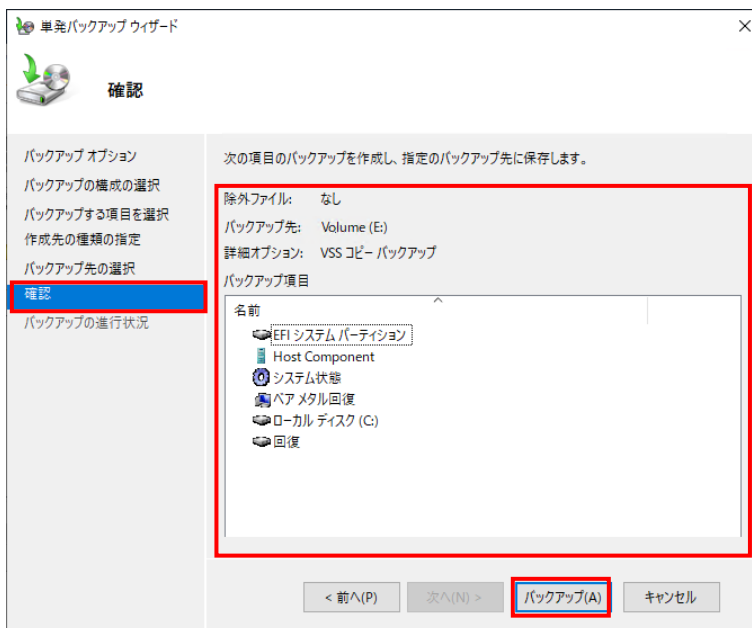 単発バックアップ ウィザード
確認
バックアップ オプション
バックアップの構成の選択
バックアップする項目を選択
作成先の種類の指定
バックアップ先の選択
確認
バックアップの進行状況
次の項目のバックアップを作成し、指定のバックアップ先に保存します。
除外ファイル: なし
バックアップ先: Volume (E:)
詳細オプション: VSS コピー バックアップ
バックアップ項目
名前
EFI システム パーティション
Host Component
システム状態
ベア メタル回復
ローカル ディスク (C:)
回復
< 前へ(P) 次へ(N) > バックアップ(A) キャンセル